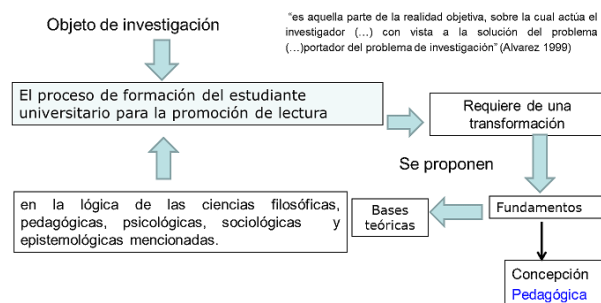 Objeto de investigación
“es aquella parte de la realidad objetiva, sobre la cual actúa el
investigador (…) con vista a la solución del problema
(…)portador del problema de investigación” (Alvarez 1999)
El proceso de formación del estudiante
universitario para la promoción de lectura
Requiere de una
transformación
Se proponen
en la lógica de las ciencias filosóficas,
pedagógicas, psicológicas, sociológicas y
epistemológicas mencionadas.
Bases
teóricas
Fundamentos
Concepción
Pedagógica